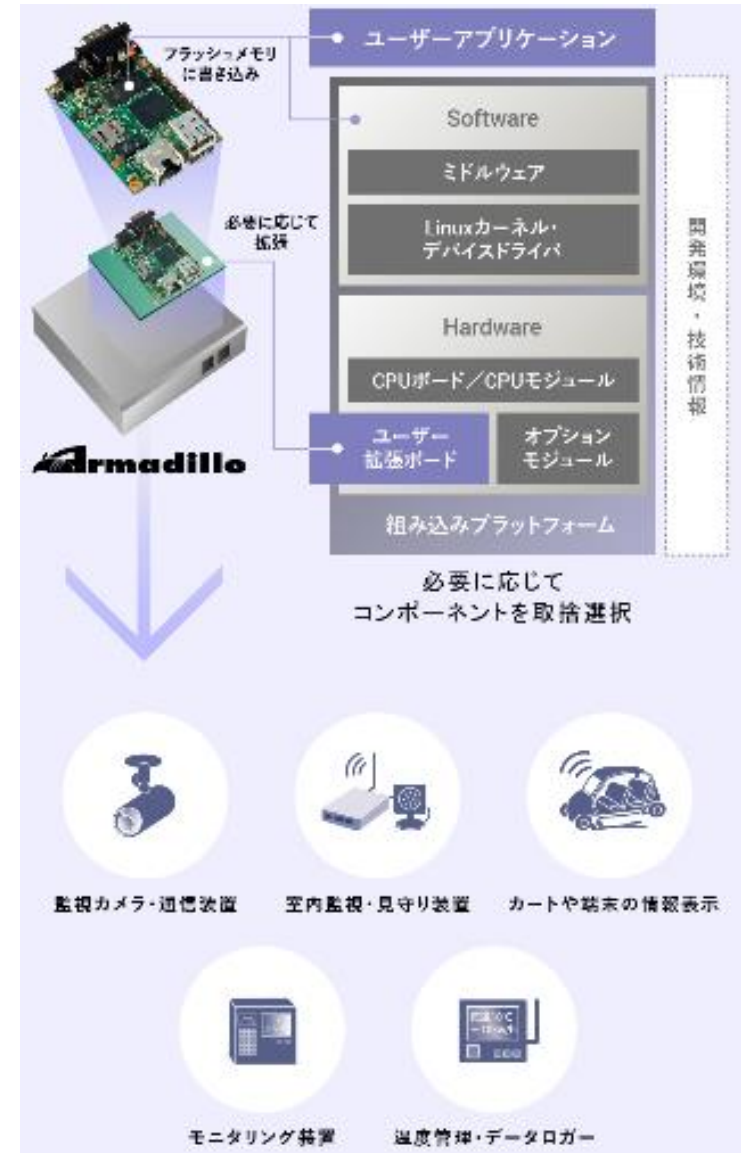 フラッシュメモリ
に書き込み
ユーザーアプリケーション
Software
ミドルウェア
Linuxカーネル・
デバイスドライバ
必要に応じて
拡張
Hardware
CPUボード／CPUモジュール
ユーザー
拡張ボード
オプション
モジュール
組み込みプラットフォーム
開発環境・技術情報
Armadillo
必要に応じて
コンポーネントを取捨選択
監視カメラ・通信装置
室内監視・見守り装置
カートや端末の情報表示
モニタリング装置
温度管理・データロガー